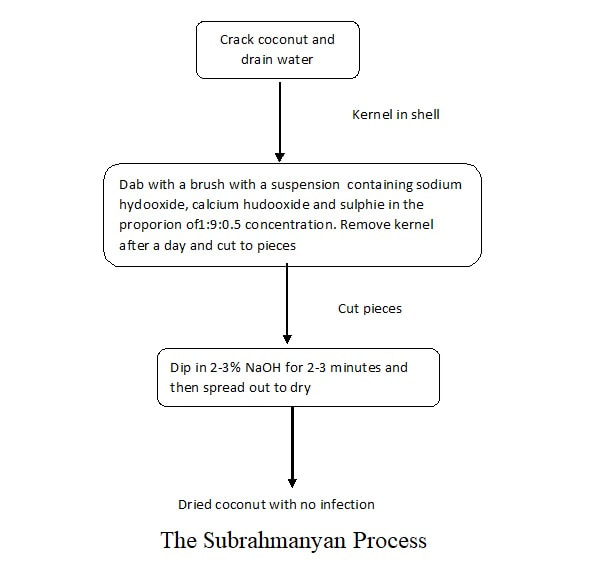 Crack coconut and
drain water
Kernel in shell
Dab with a brush with a suspension containing sodium
hydooxide, calcium hudooxide and sulphie in the
proporion of1:9:0.5 concentration. Remove kernel
after a day and cut to pieces
Cut pieces
Dip in 2-3% NaOH for 2-3 minutes and
then spread out to dry
Dried coconut with no infection
The Subrahmanyan Process